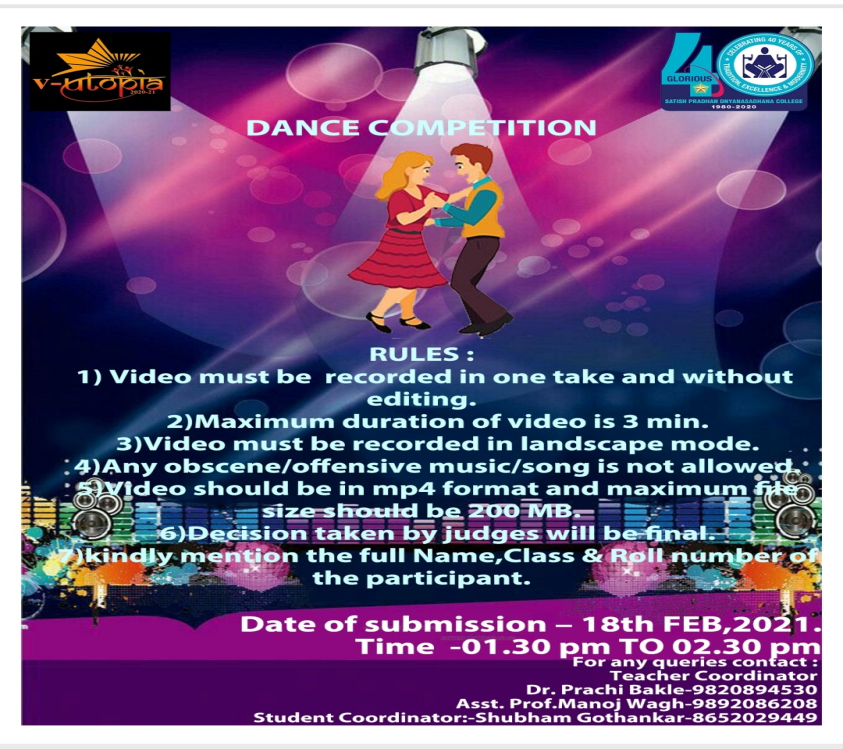 v-utopia
2020-21
CELEBRATING 40 YEARS OF
TRADITION, EXCELLENCE & MODERNITY
GLORIOUS
SATISH PRADHAN DNYANASADHANA COLLEGE
1980-2020
DANCE COMPETITION
RULES :
1) Video must be recorded in one take and without
editing.
2)Maximum duration of video is 3 min.
3)Video must be recorded in landscape mode.
4)Any obscene/offensive music/song is not allowed.
5)Video should be in mp4 format and maximum file
size should be 200 MB.
6)Decision taken by judges will be final.
7)kindly mention the full Name,Class & Roll number of
the participant.
Date of submission – 18th FEB,2021.
Time -01.30 pm TO 02.30 pm
For any queries contact :
Teacher Coordinator
Dr. Prachi Bakle-9820894530
Asst. Prof.Manoj Wagh-9892086208
Student Coordinator:-Shubham Gothankar-8652029449